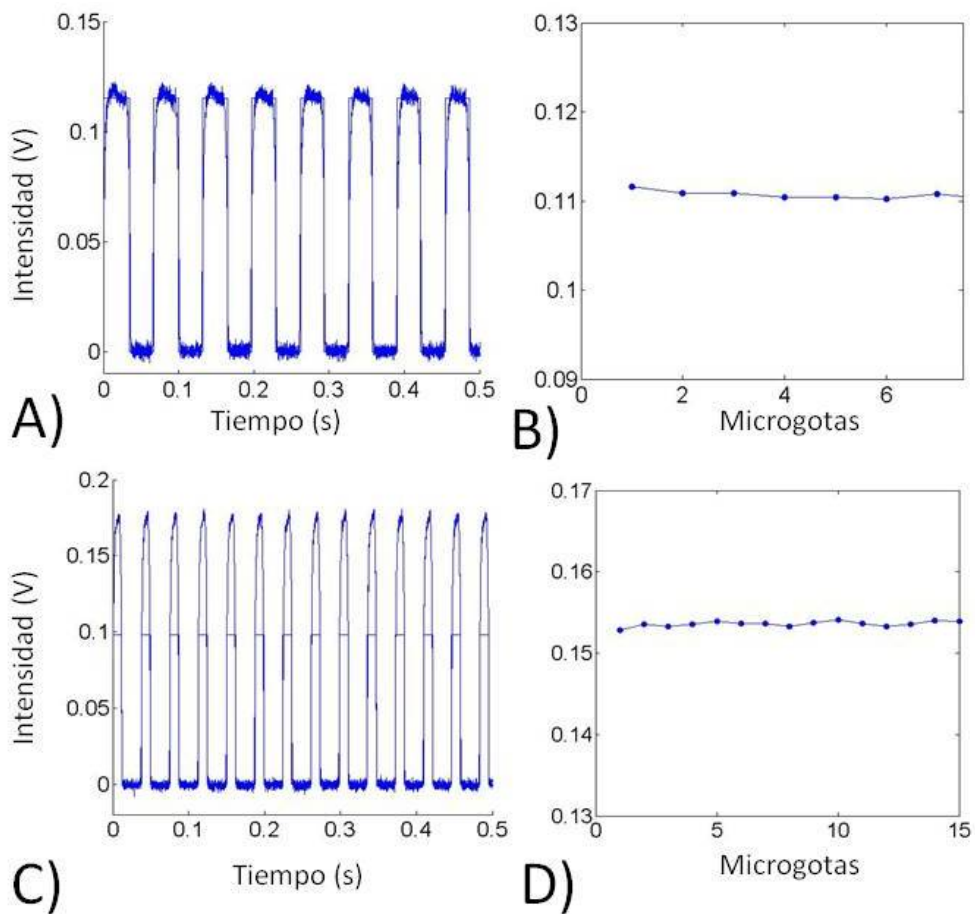 0.15
0.1
0.05
0
Intensidad (V)
0 0.1 0.2 0.3 0.4 0.5
Tiempo (s)
A)
0.13
0.12
0.11
0.1
0.09
0 2 4 6
Microgotas
B)
0.2
0.15
0.1
0.05
0
Intensidad (V)
0 0.1 0.2 0.3 0.4 0.5
Tiempo (s)
C)
0.17
0.16
0.15
0.14
0.13
0 5 10 15
Microgotas
D)